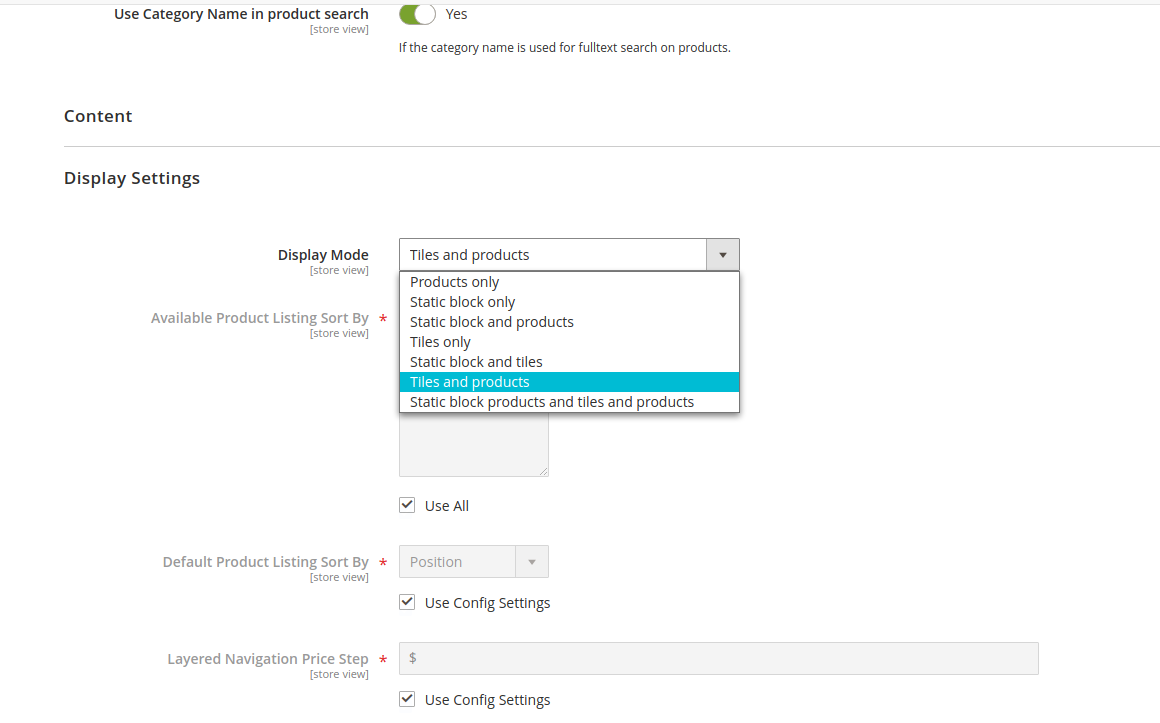 Use Category Name in product search
Yes
[store view]
If the category name is used for fulltext search on products.
Content
Display Settings
Display Mode
Tiles and products
[store view]
Products only
Static block only
Static block and products
Tiles only
Static block and tiles
Tiles and products
Static block products and tiles and products
Available Product Listing Sort By *
[store view]
Use All
Default Product Listing Sort By *
Position
[store view]
Use Config Settings
Layered Navigation Price Step *
$
[store view]
Use Config Settings